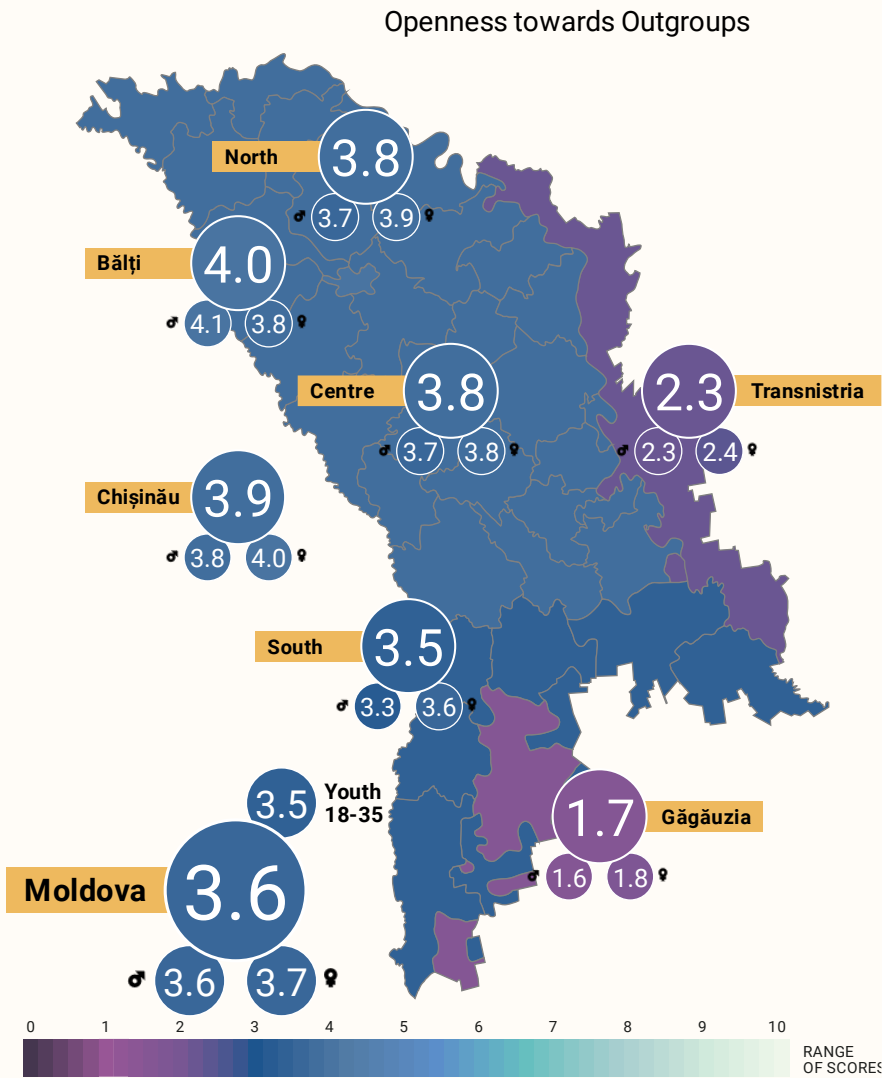 Openness towards Outgroups
North
3.8
♂ 3.7 3.9 ♀
Bălți
4.0
♂ 4.1 3.8 ♀
Centre
3.8
♂ 3.7 3.8 ♀
2.3
Transnistria
♂ 2.3 2.4 ♀
Chișinău
3.9
♂ 3.8 4.0 ♀
South
3.5
♂ 3.3 3.6 ♀
3.5
Youth
18-35
Moldova
3.6
♂ 3.6 3.7 ♀
1.7
Găgăuzia
♂ 1.6 1.8 ♀
0 1 2 3 4 5 6 7 8 9 10
RANGE
OF SCORES